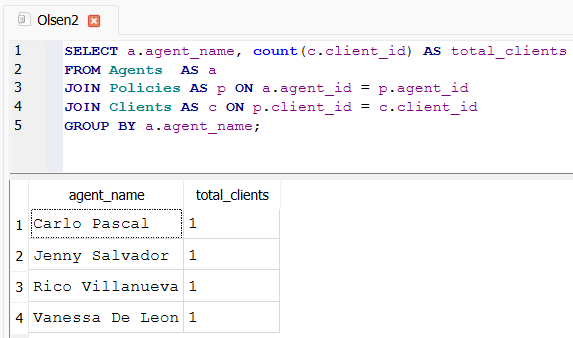 Olsen2
1 SELECT a.agent_name, count(c.client_id) AS total_clients
2 FROM Agents  AS a
3 JOIN Policies AS p ON a.agent_id = p.agent_id
4 JOIN Clients AS c ON p.client_id = c.client_id
5 GROUP BY a.agent_name;
agent_name total_clients
1 Carlo Pascal 1
2 Jenny Salvador 1
3 Rico Villanueva 1
4 Vanessa De Leon 1